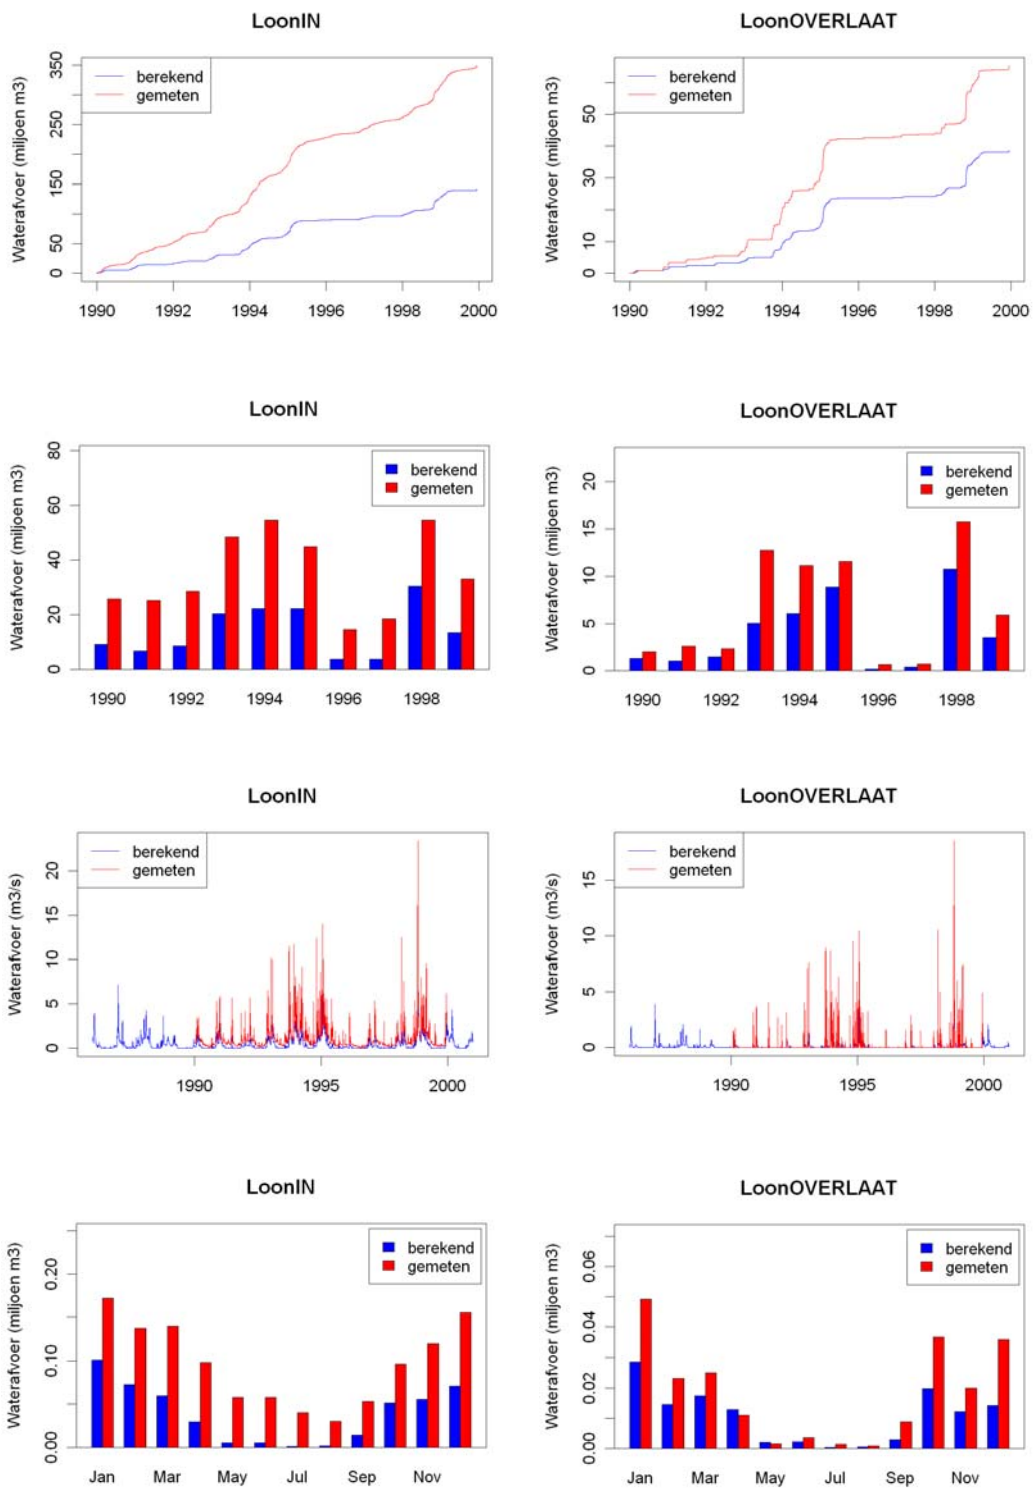 LoonIN
Waterafvoer (miljoen m3)
350
250
150
50
0
berekend
gemeten
1990 1992 1994 1996 1998 2000
LoonOVERLAAT
Waterafvoer (miljoen m3)
50
30
10
0
berekend
gemeten
1990 1992 1994 1996 1998 2000
LoonIN
Waterafvoer (miljoen m3)
80
60
40
20
0
berekend
gemeten
1990 1992 1994 1996 1998
LoonOVERLAAT
Waterafvoer (miljoen m3)
20
15
10
5
0
berekend
gemeten
1990 1992 1994 1996 1998
LoonIN
Waterafvoer (m3/s)
20
15
10
5
0
berekend
gemeten
1990 1995 2000
LoonOVERLAAT
Waterafvoer (m3/s)
15
10
5
0
berekend
gemeten
1990 1995 2000
LoonIN
Waterafvoer (miljoen m3)
0.20
0.10
0.00
berekend
gemeten
Jan Mar May Jul Sep Nov
LoonOVERLAAT
Waterafvoer (miljoen m3)
0.06
0.04
0.02
0.00
berekend
gemeten
Jan Mar May Jul Sep Nov